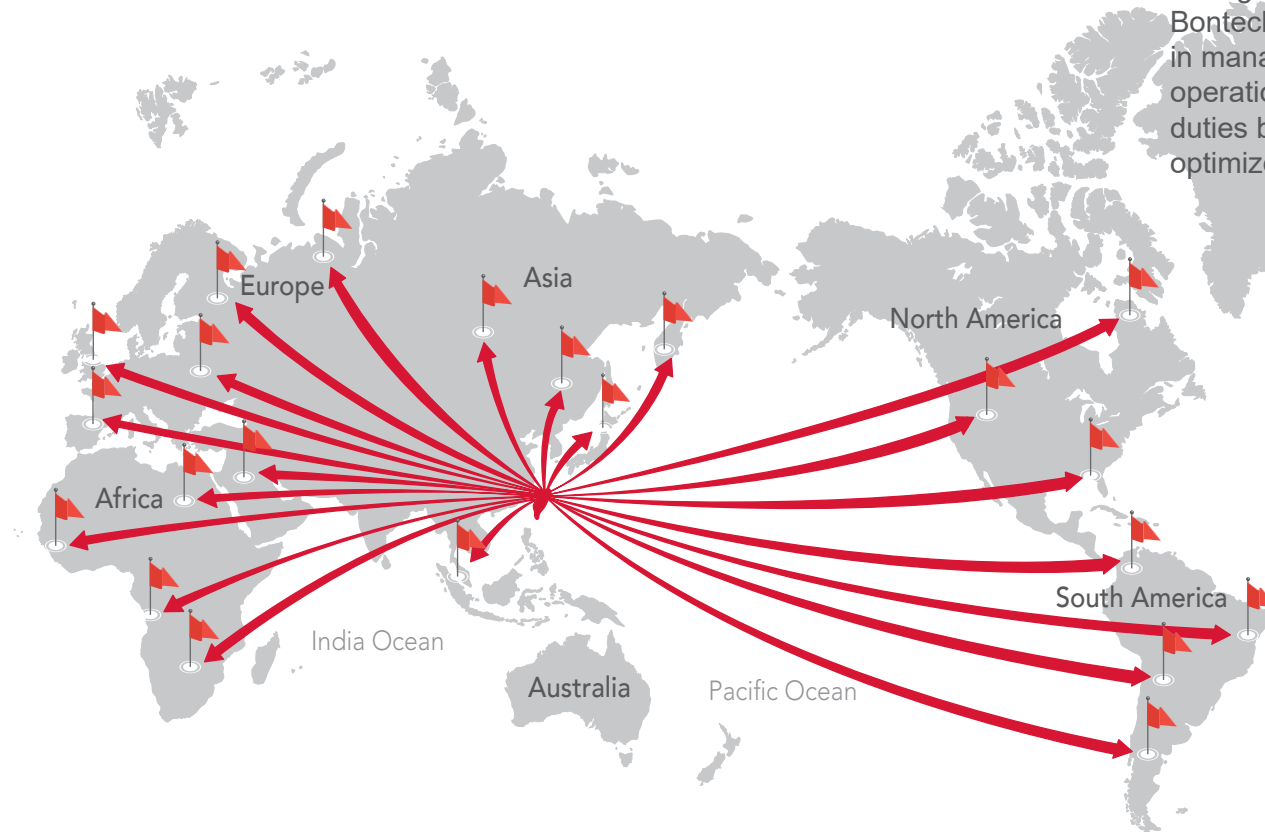 Bontech
in mana
operatio
duties b
optimize
Asia
Europe
North America
Africa
South America
India Ocean
Australia
Pacific Ocean